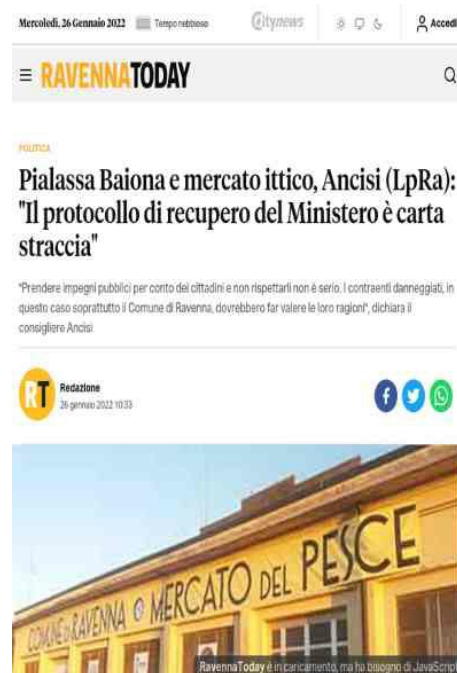 Mercoledì, 26 Gennaio 2022 Tempo nebbioso Citynews Accedi
RAVENNATODAY
POLITICA
Pialassa Baiona e mercato ittico, Ancisi (LpRa):
"Il protocollo di recupero del Ministero è carta
straccia"
"Prendere impegni pubblici per conto dei cittadini e non rispettarli non è serio. I contraenti danneggiati, in
questo caso soprattutto il Comune di Ravenna, dovrebbero far valere le loro ragioni", dichiara il
consigliere Ancisi
RT
Redazione
26 gennaio 2022 10:33
COMUNE DI RAVENNA MERCATO DEL PESCE
RavennaToday è in caricamento, ma ha bisogno di JavaScript